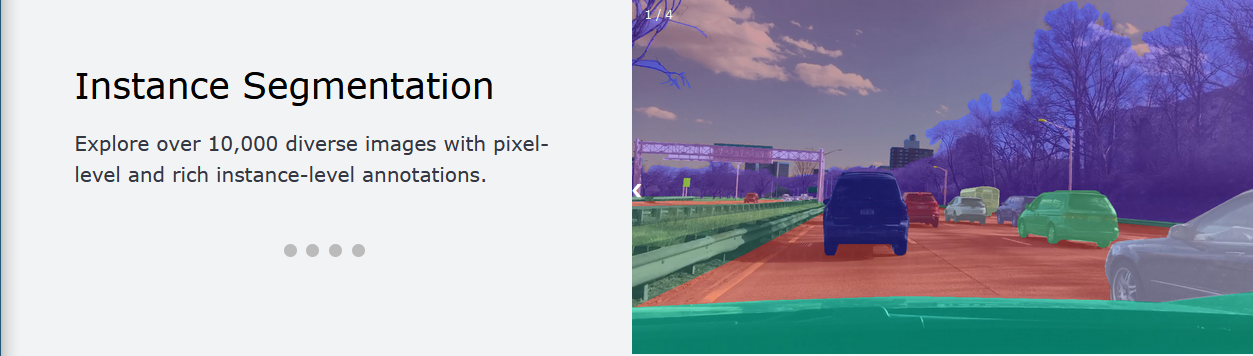 Instance Segmentation
Explore over 10,000 diverse images with pixel-
level and rich instance-level annotations.
1 / 4